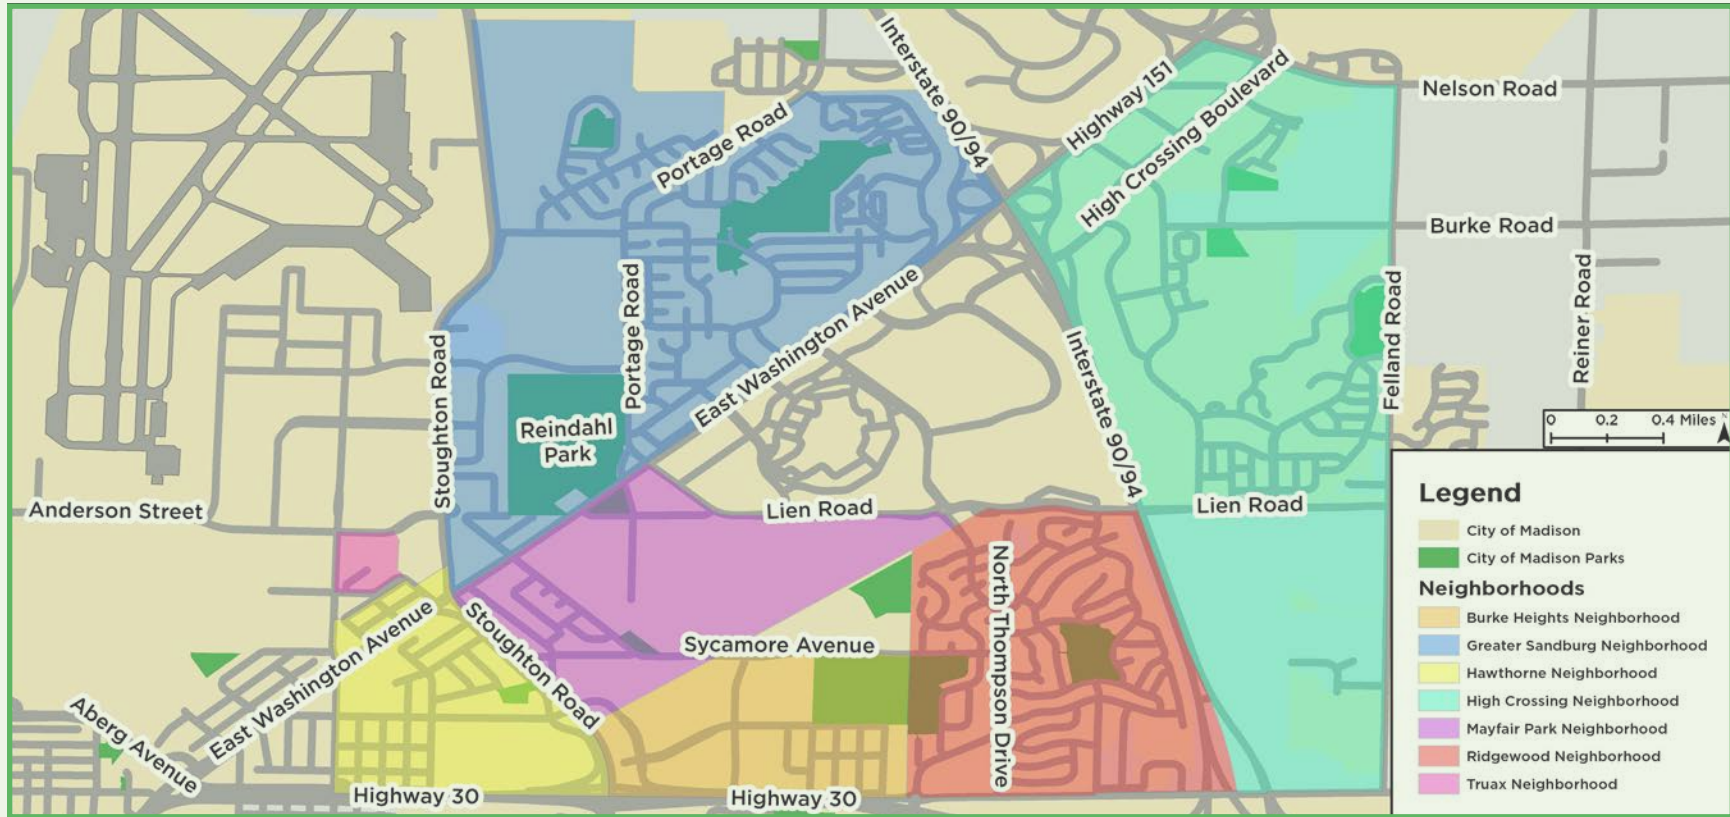 Interstate 90/94
Highway 151
High Crossing Boulevard
Nelson Road
Portage Road
Burke Road
Portage Road
East Washington Avenue
Stoughton Road
Interstate 90/94
Felland Road
Reiner Road
Reindahl
Park
0 0.2 0.4 Miles
N
Anderson Street
Lien Road
Lien Road
North Thompson Drive
Stoughton Road
Sycamore Avenue
East Washington Avenue
Aberg Avenue
Highway 30
Highway 30
Legend
City of Madison
City of Madison Parks
Neighborhoods
Burke Heights Neighborhood
Greater Sandburg Neighborhood
Hawthorne Neighborhood
High Crossing Neighborhood
Mayfair Park Neighborhood
Ridgewood Neighborhood
Truax Neighborhood